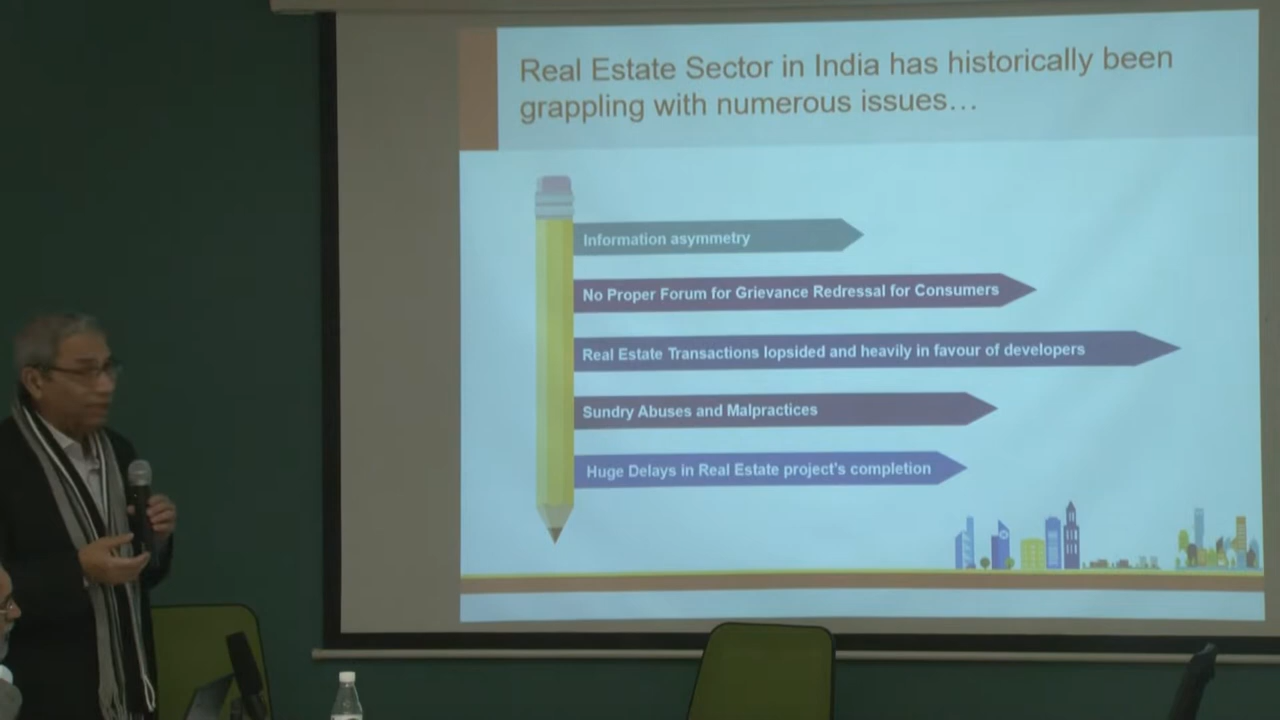 Real Estate Sector in India has historically been
grappling with numerous issues…
Information asymmetry
No Proper Forum for Grievance Redressal for Consumers
Real Estate Transactions lopsided and heavily in favour of developers
Sundry Abuses and Malpractices
Huge Delays in Real Estate project's completion